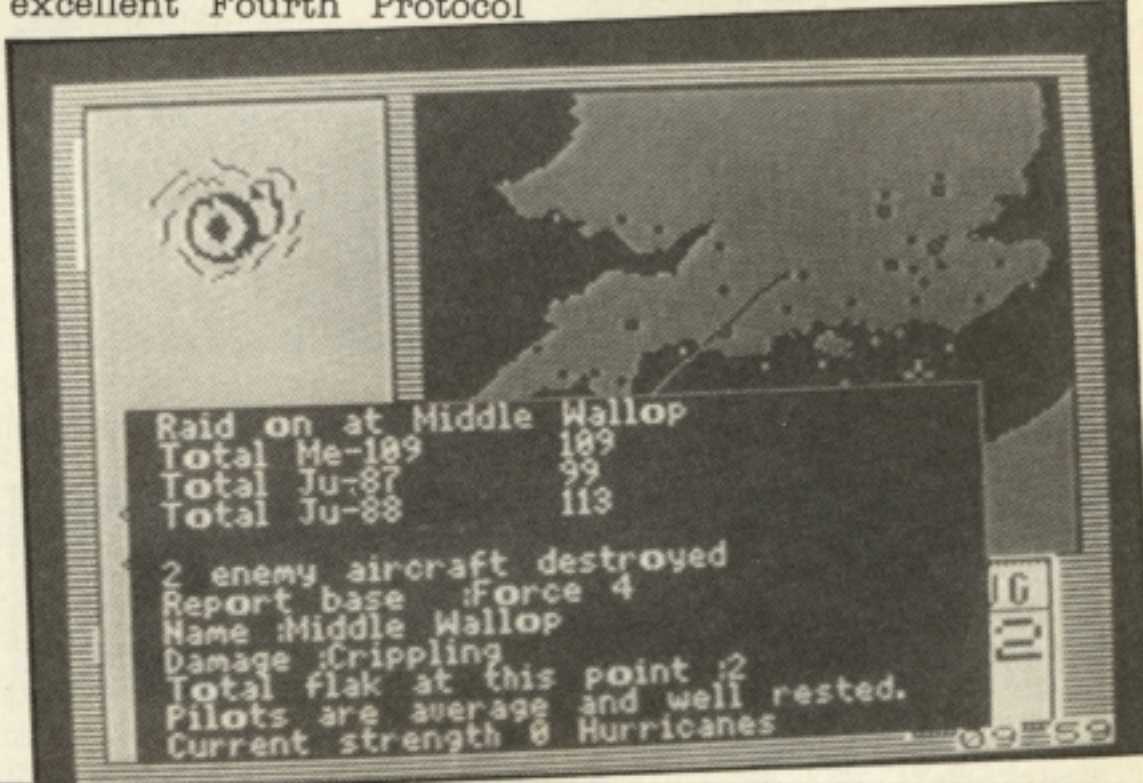 excellent Fourth Protocol
Raid on at Middle Wallop
Total Me-109 109
Total Ju-87 99
Total Ju-88 113
2 enemy aircraft destroyed
Report base :Force 4
Name :Middle Wallop
Damage :Crippling
Total flak at this point :2
Pilots are average and well rested.
Current strength 0 Hurricanes
IG
2
09 59